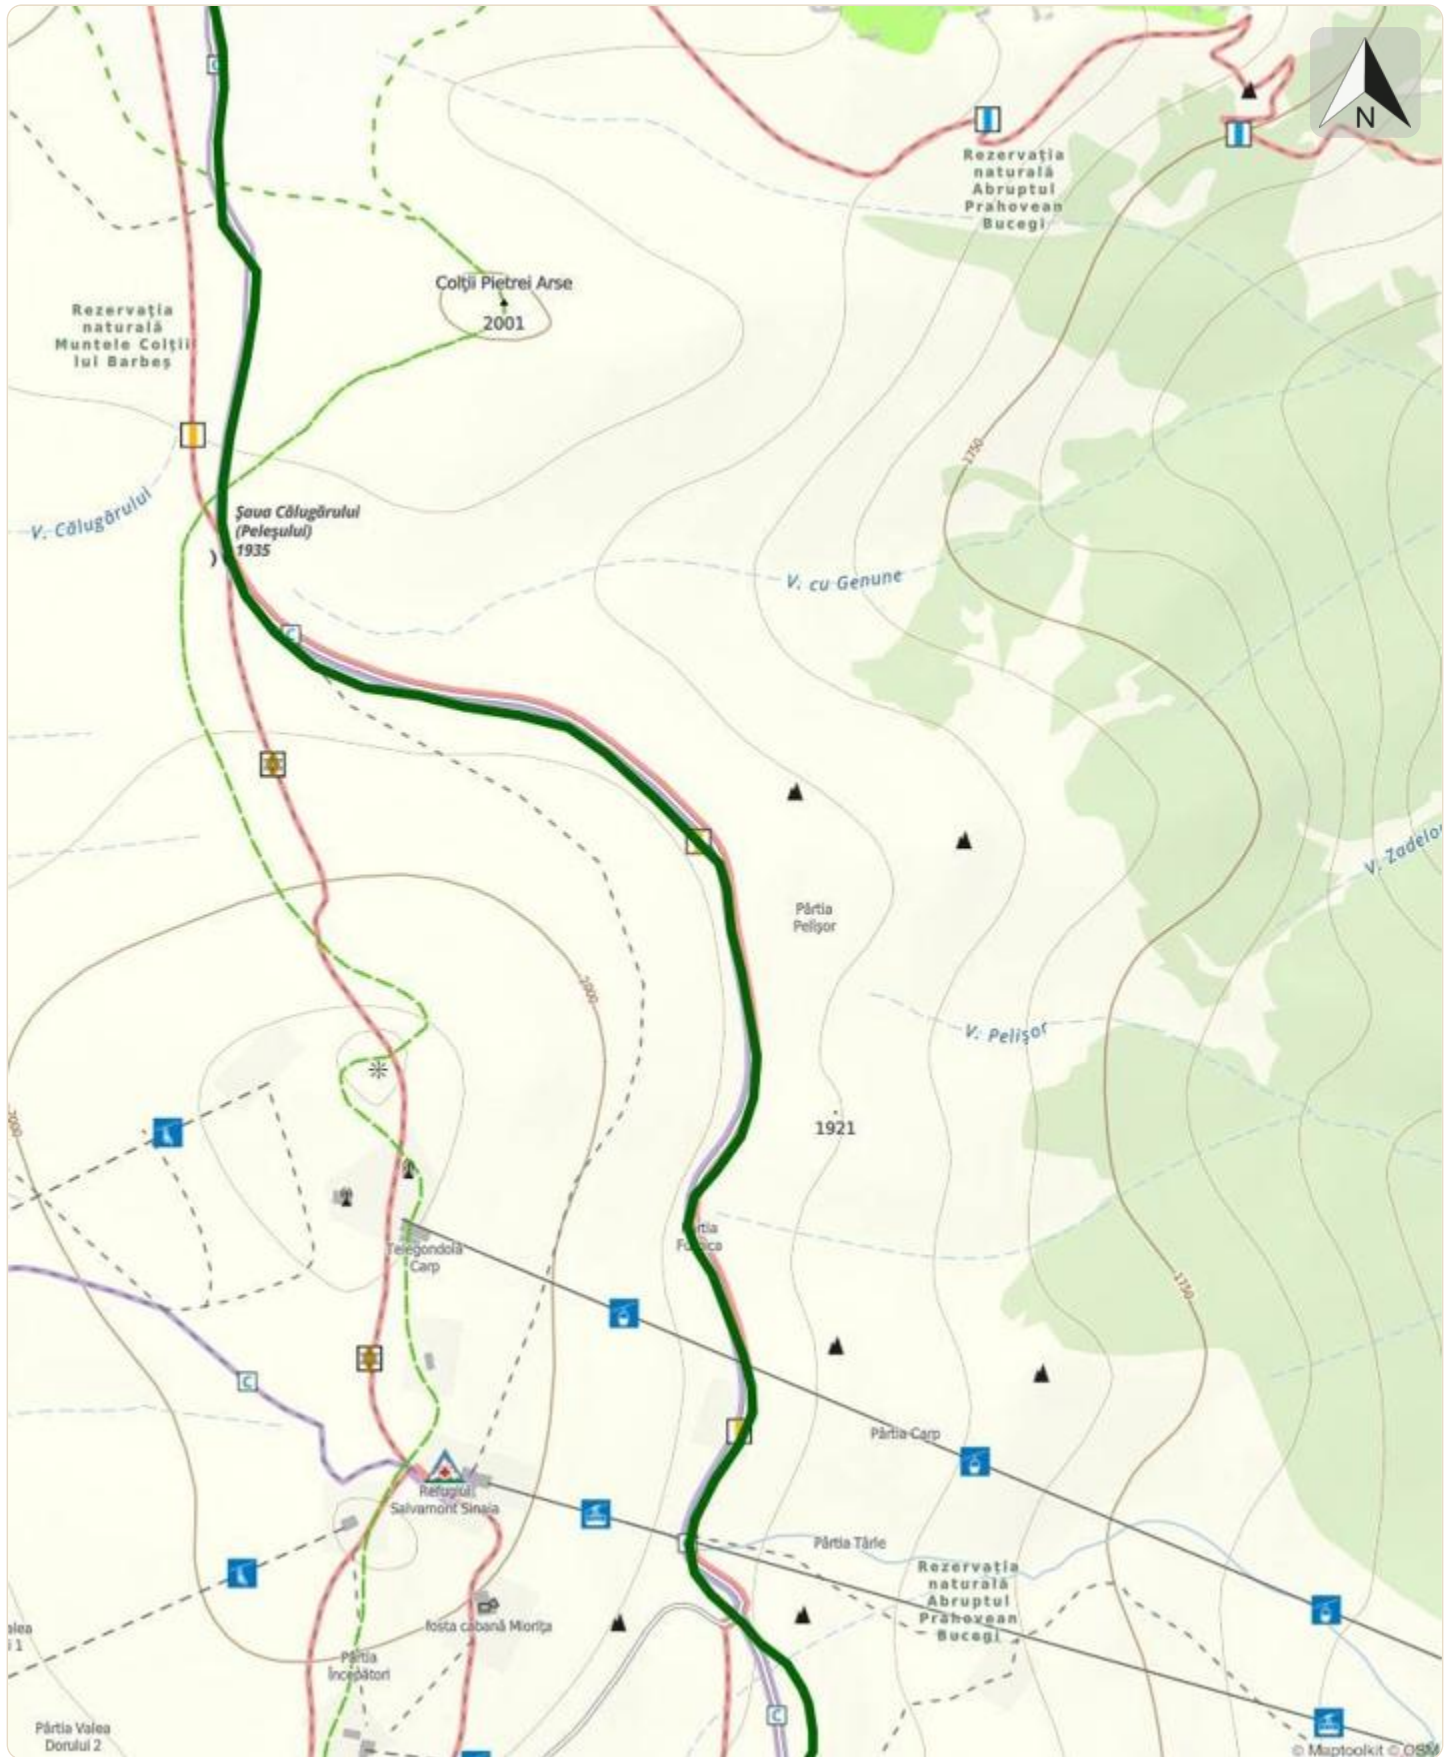 N
Rezervația
naturală
Abruptul
Prahovean
Bucegi
Colții Pietrei Arse
2001
Rezervația
naturală
Muntele Colții
lui Barbeș
1750
V. Călugărului
Șaua Călugărului
(Peleșului)
1935
V. cu Genune
C
V. Zadelor
Pârtia
Pelișor
2000
V. Pelișor
2000
1921
Telegondola
Carp
1750
C
Pârtia Carp
Refugiul
Salvamont Sinaia
Pârtia Târle
Rezervația
naturală
Abruptul
Prahovean
Bucegi
fosta cabană Miorița
Pârtia
Începători
Pârtia Valea
Dorului 2
C
© Maptoolkit © OSM